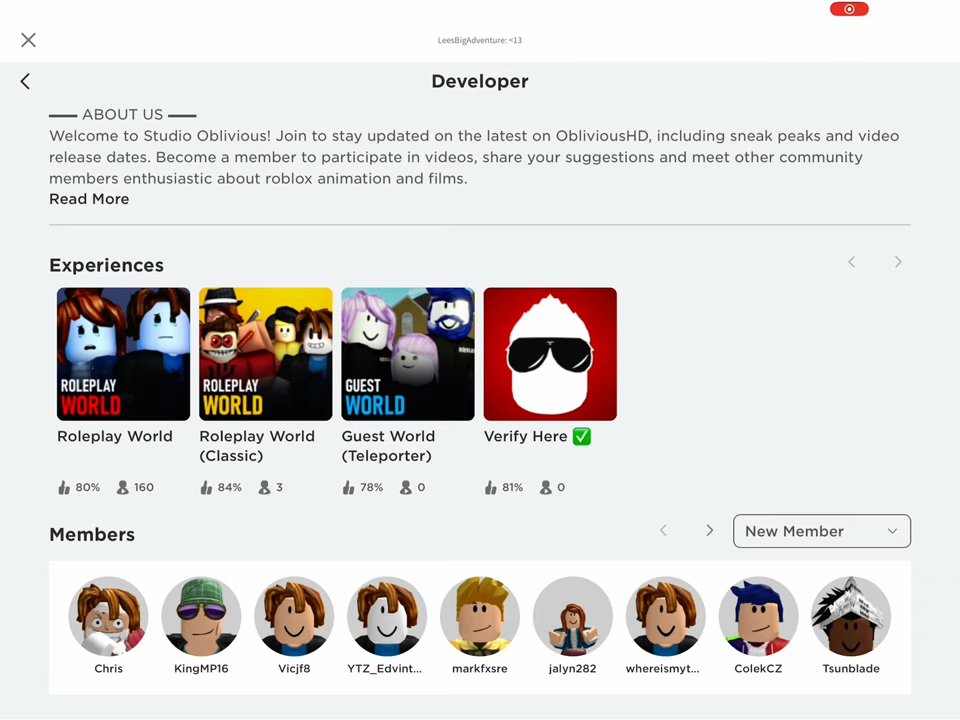 LeesBigAdventure: <13
Developer
ABOUT US
Welcome to Studio Oblivious! Join to stay updated on the latest on ObliviousHD, including sneak peaks and video
release dates. Become a member to participate in videos, share your suggestions and meet other community
members enthusiastic about roblox animation and films.
Read More
Experiences
ROLEPLAY
WORLD
ROLEPLAY
WORLD
GUEST
WORLD
Roleplay World
Roleplay World
(Classic)
Guest World
(Teleporter)
Verify Here ✅
80% 160
84% 3
78% 0
81% 0
Members
New Member
Chris
KingMP16
Vicjf8
YTZ_Edvint...
markfxsre
jalyn282
whereismyt...
ColekCZ
Tsunblade